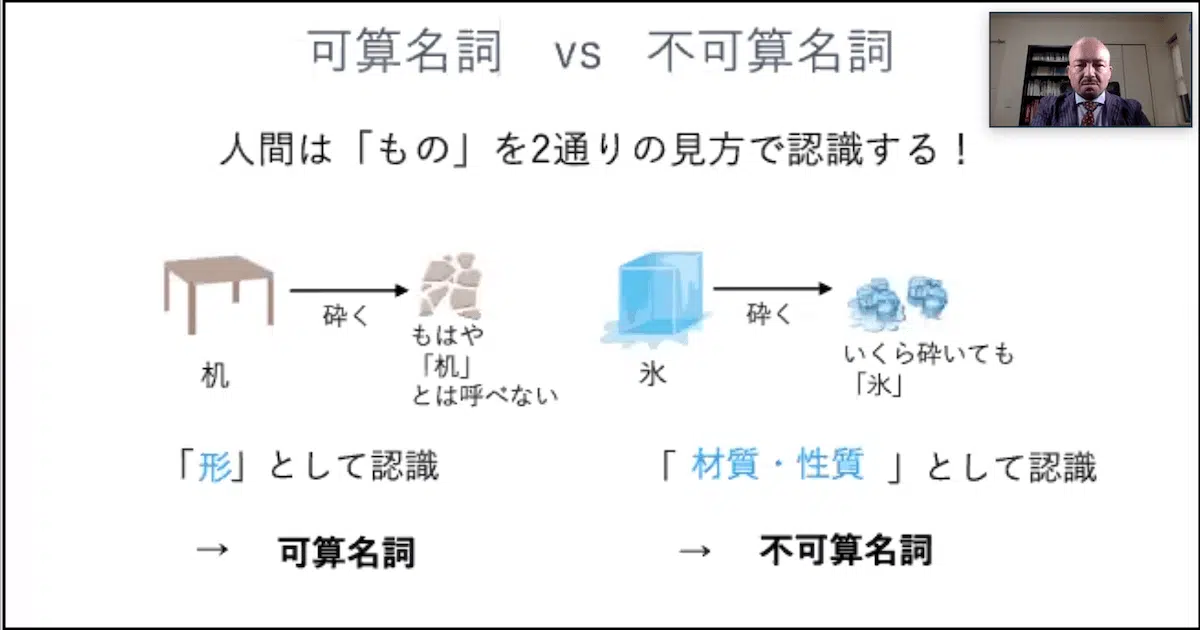 可算名詞　vs　不可算名詞
人間は「もの」を2通りの見方で認識する！
砕く
もはや
「机」
とは呼べない
机
砕く
いくら砕いても
「氷」
氷
「形」として認識
「 材質・性質 」として認識
→　可算名詞
→　不可算名詞